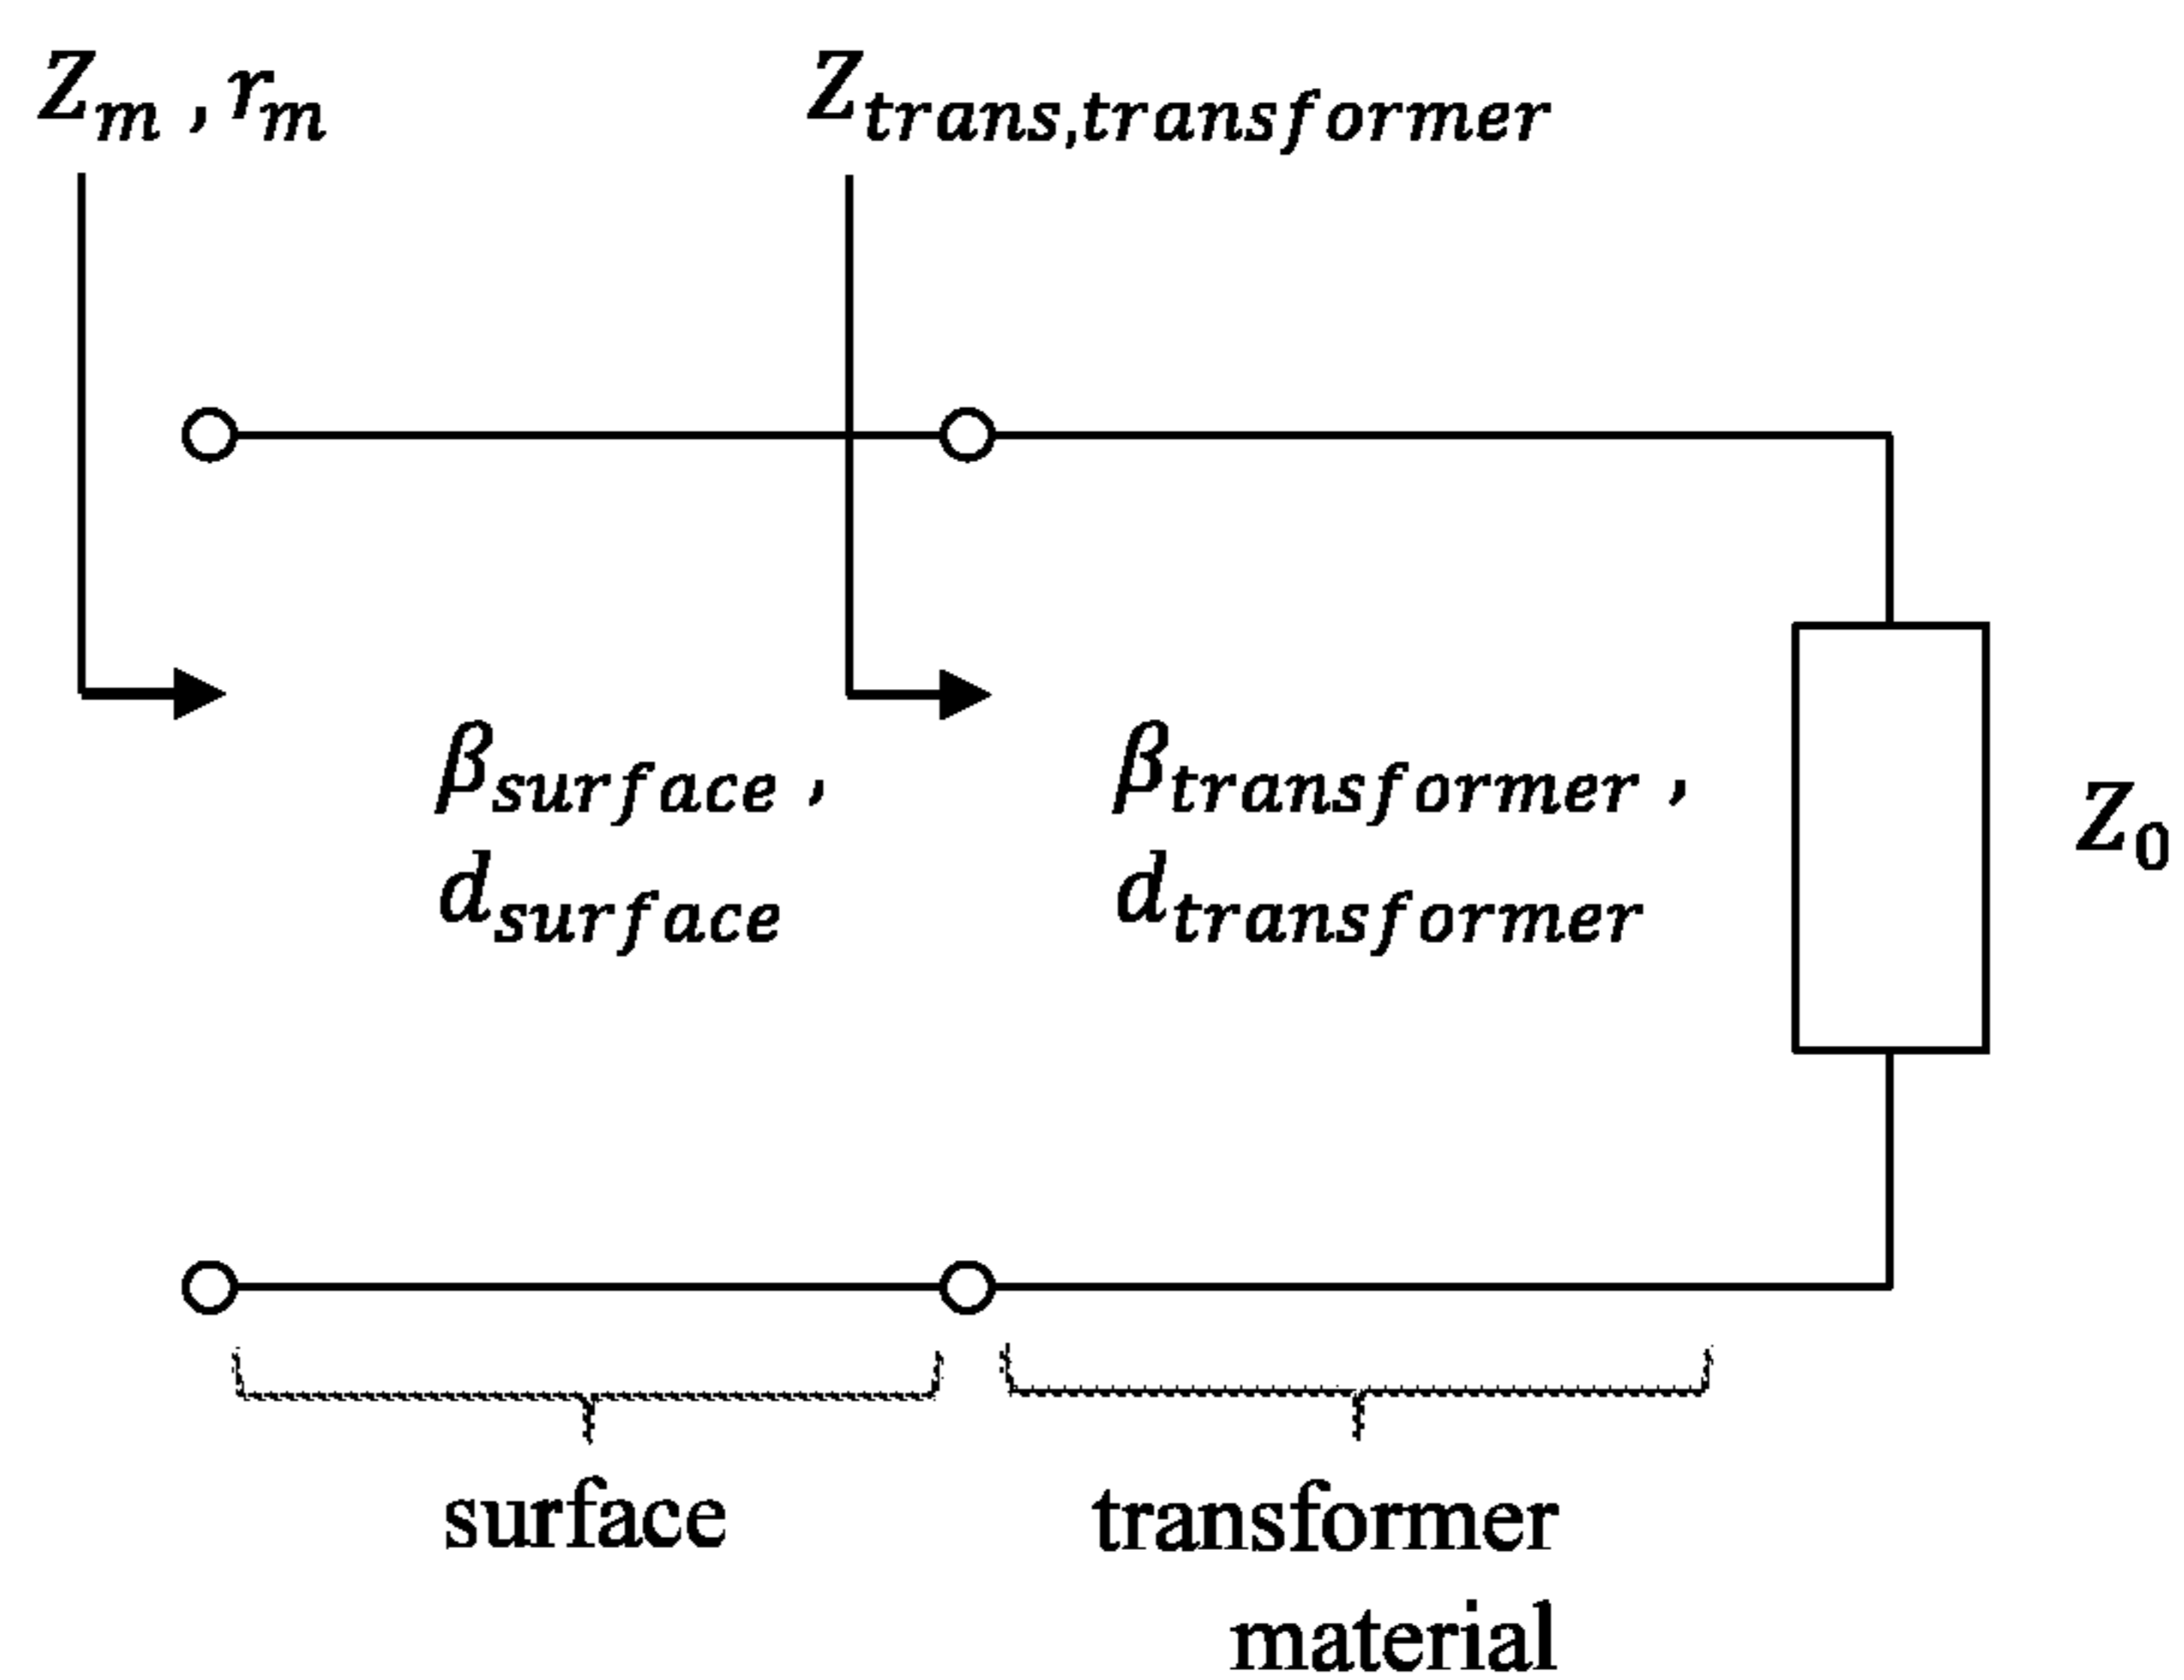 Zm , rm
Ztrans,transformer
βsurface ,
dsurface
βtransformer ,
dtransformer
Z0
surface
transformer
material